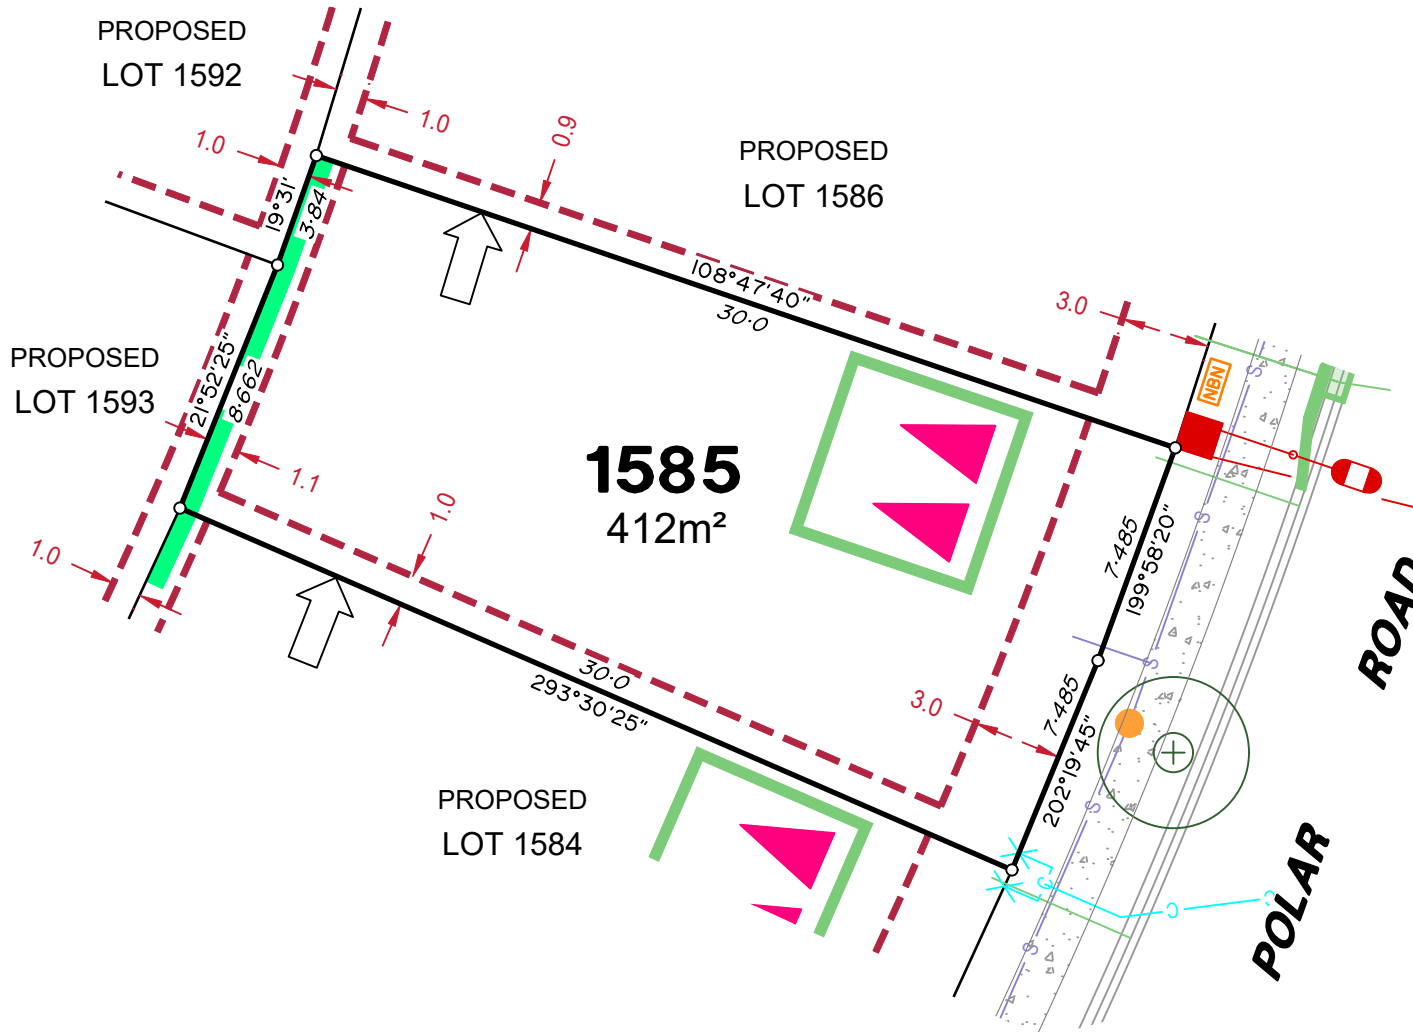 PROPOSED
LOT 1592
1.0
1.0
0.9
PROPOSED
LOT 1586
19°31'
3·84
108°47'40"
30·0
3.0
NBN
S
PROPOSED
LOT 1593
21°52'25"
8·662
1.1
1.0
1585
412m²
7·485
199°58'20"
S
ROAD
1.0
30·0
293°30'25"
3.0
7·485
202°19'45"
S
S
PROPOSED
LOT 1584
POLAR
C
C
C
S